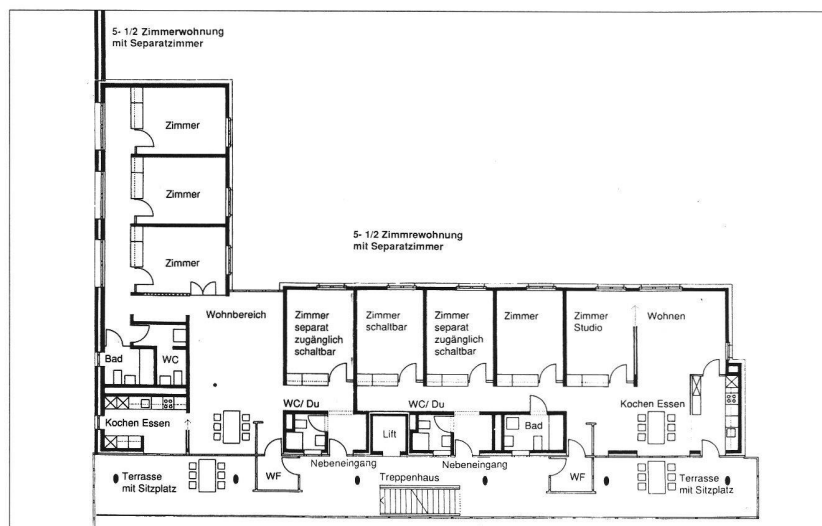 5- 1/2 Zimmerwohnung
mit Separatzimmer
Zimmer
Zimmer
Zimmer
5- 1/2 Zimmrewohnung
mit Separatzimmer
Wohnbereich
Zimmer
separat
zugänglich
schaltbar
Zimmer
schaltbar
Zimmer
separat
zugänglich
schaltbar
Zimmer
Zimmer
Studio
Wohnen
Bad
WC
WC/ Du
WC/ Du
Kochen Essen
Kochen Essen
Lift
Bad
WF
Nebeneingang
Nebeneingang
WF
Terrasse
mit Sitzplatz
Treppenhaus
Terrasse
mit Sitzplatz